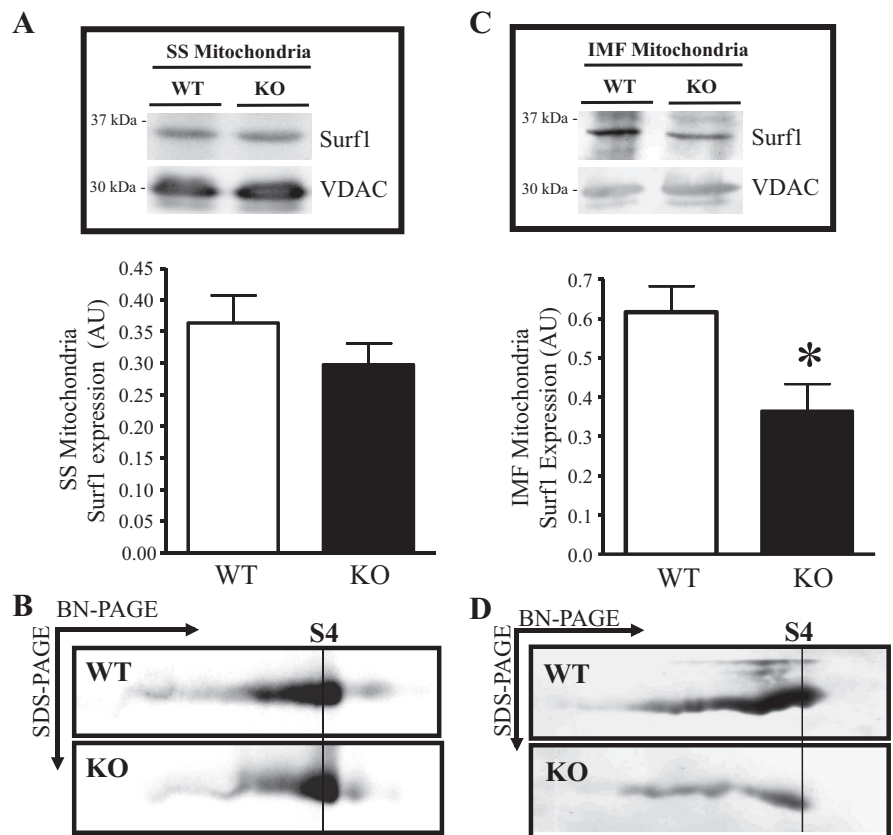 A
SS Mitochondria
WT KO
37 kDa -
Surf1
30 kDa -
VDAC
0.45
0.40
0.35
0.30
0.25
0.20
0.15
0.10
0.05
0.00
SS Mitochondria
Surf1 expression (AU)
WT KO
B
BN-PAGE
SDS-PAGE
S4
WT
KO
C
IMF Mitochondria
WT KO
37 kDa -
Surf1
30 kDa -
VDAC
0.7
0.6
0.5
0.4
0.3
0.2
0.1
0.0
IMF Mitochondria
Surf1 Expression (AU)
*
WT KO
D
BN-PAGE
SDS-PAGE
S4
WT
KO